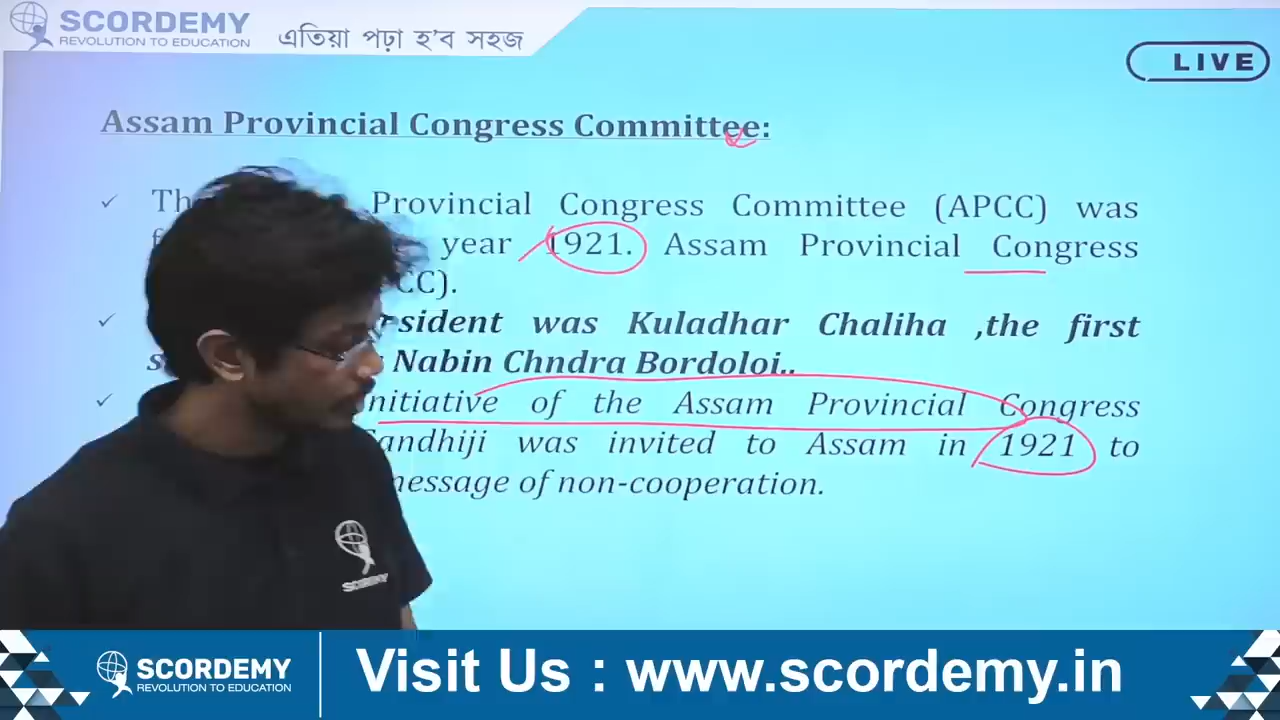 SCORDEMY
REVOLUTION TO EDUCATION
এতিয়া পঢ়া হ'ব সহজ
LIVE
Assam Provincial Congress Committee:
Provincial Congress Committee (APCC) was
year 1921. Assam Provincial Congress
CC).
sident was Kuladhar Chaliha ,the first
Nabin Chndra Bordoloi..
nitiative of the Assam Provincial Congress
Gandhiji was invited to Assam in 1921 to
message of non-cooperation.
SCORDEMY
SCORDEMY
REVOLUTION TO EDUCATION
Visit Us : www.scordemy.in